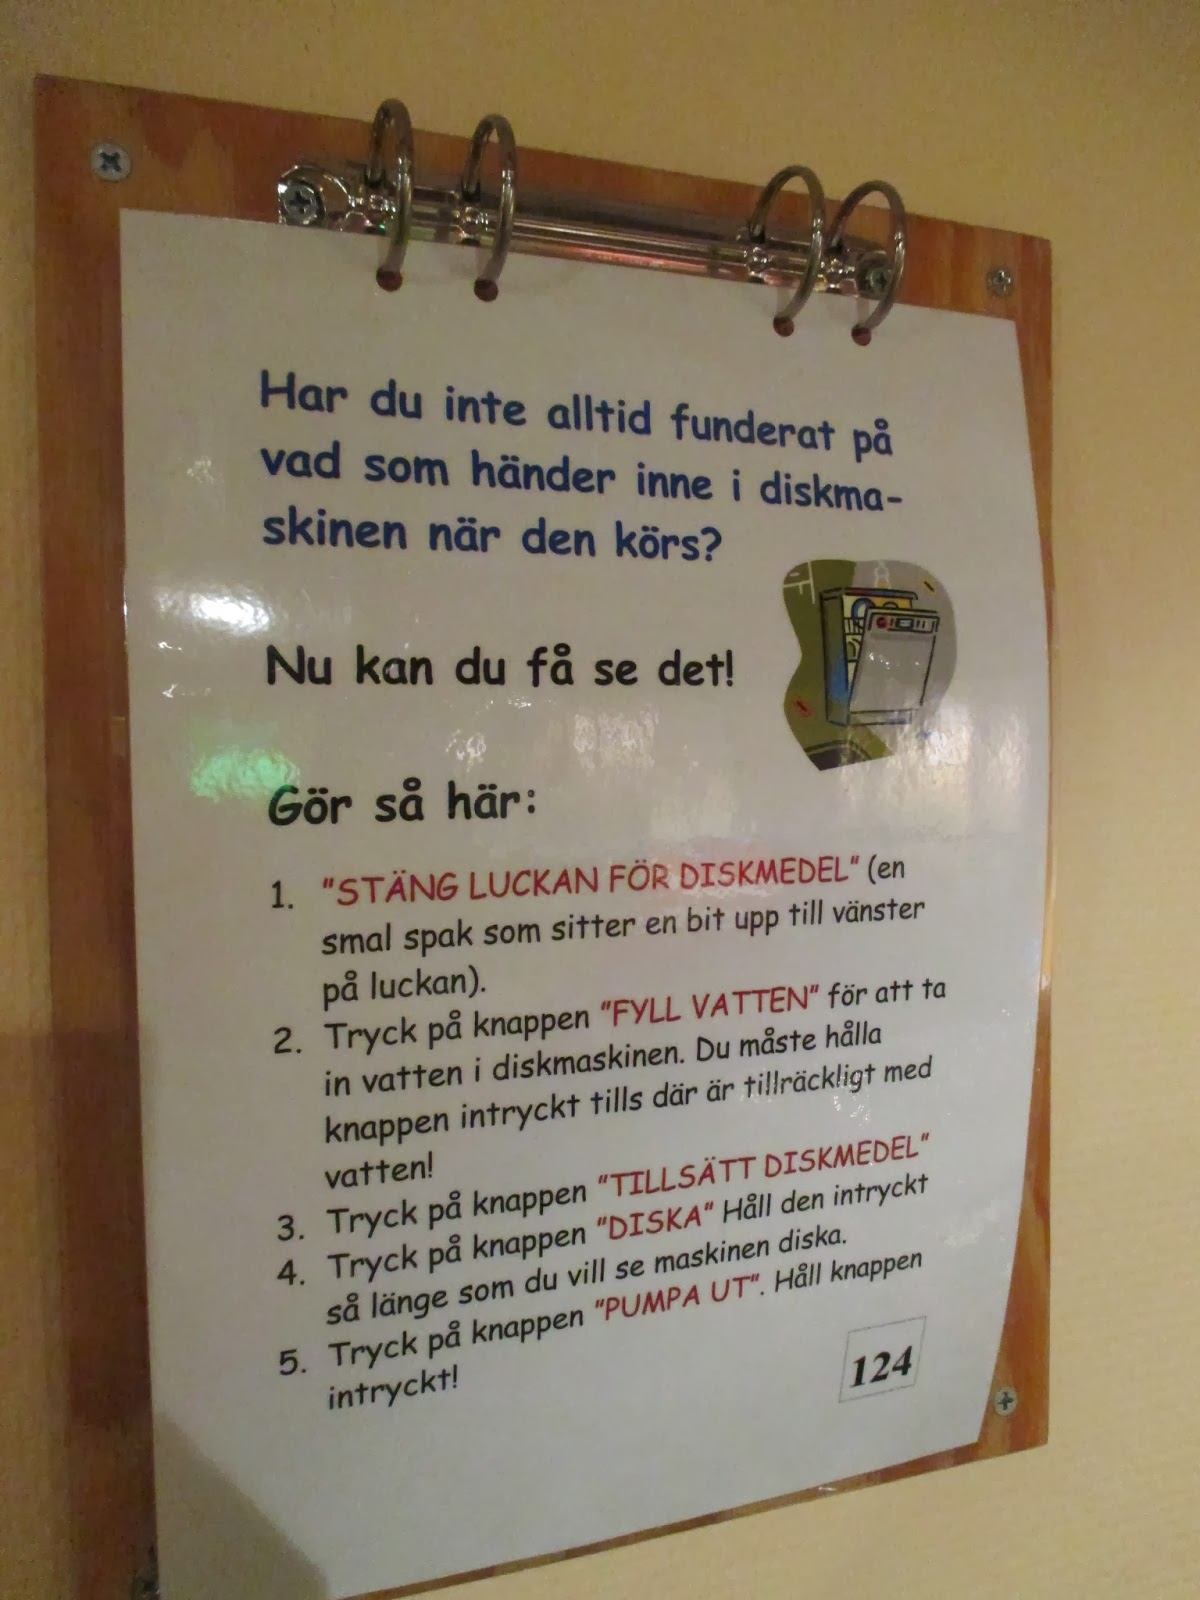 Har du inte alltid funderat på
vad som händer inne i diskma-
skinen när den körs?
Nu kan du få se det!
Gör så här:
1. "STÄNG LUCKAN FÖR DISKMEDEL" (en
smal spak som sitter en bit upp till vänster
på luckan).
2. Tryck på knappen "FYLL VATTEN" för att ta
in vatten i diskmaskinen. Du måste hålla
knappen intryckt tills där är tillräckligt med
vatten!
3. Tryck på knappen "TILLSÄTT DISKMEDEL"
4. Tryck på knappen "DISKA" Håll den intryckt
så länge som du vill se maskinen diska.
5. Tryck på knappen "PUMPA UT". Håll knappen
intryckt!
124